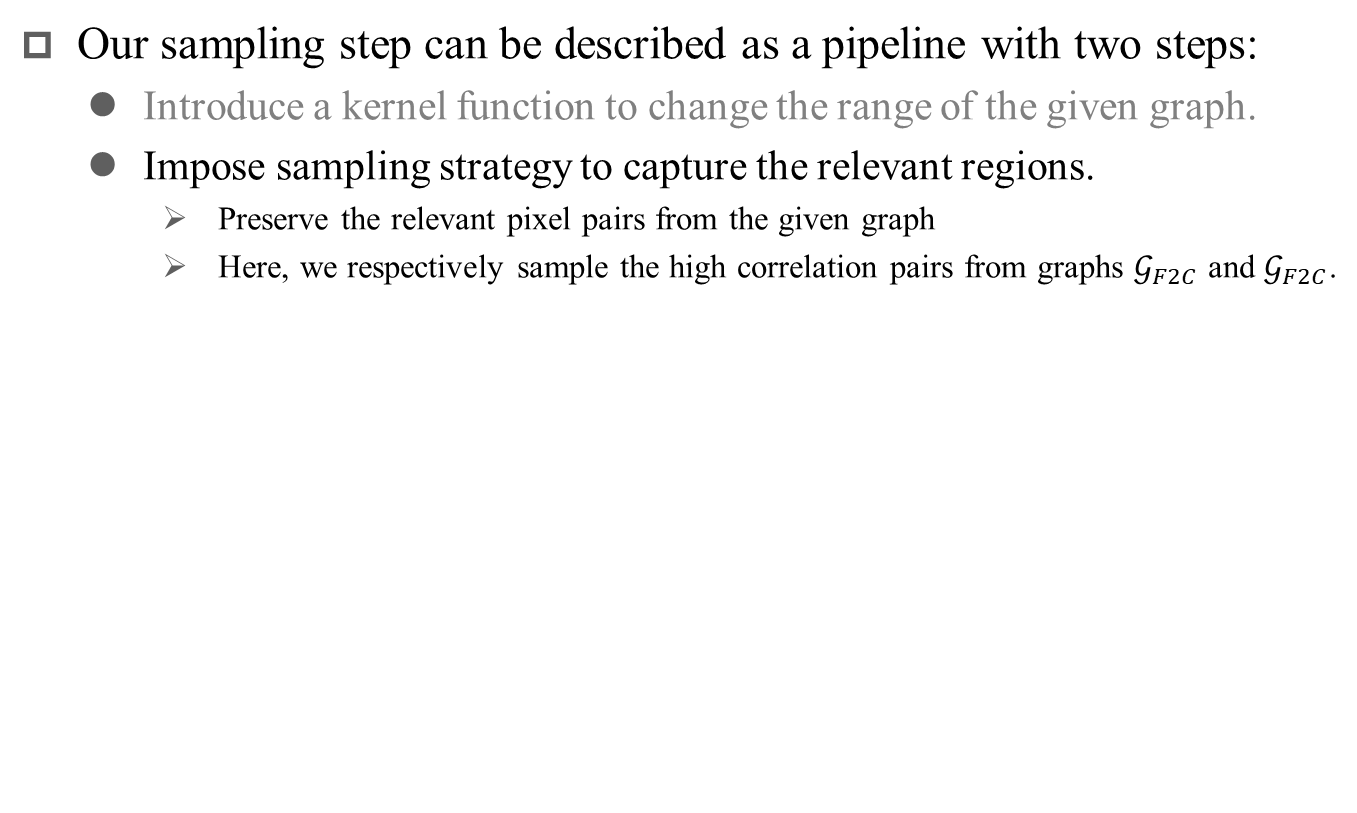 Our sampling step can be described as a pipeline with two steps:
Introduce a kernel function to change the range of the given graph.
Impose sampling strategy to capture the relevant regions.
Preserve the relevant pixel pairs from the given graph
Here, we respectively sample the high correlation pairs from graphs 𝒢_F2C and 𝒢_F2C.